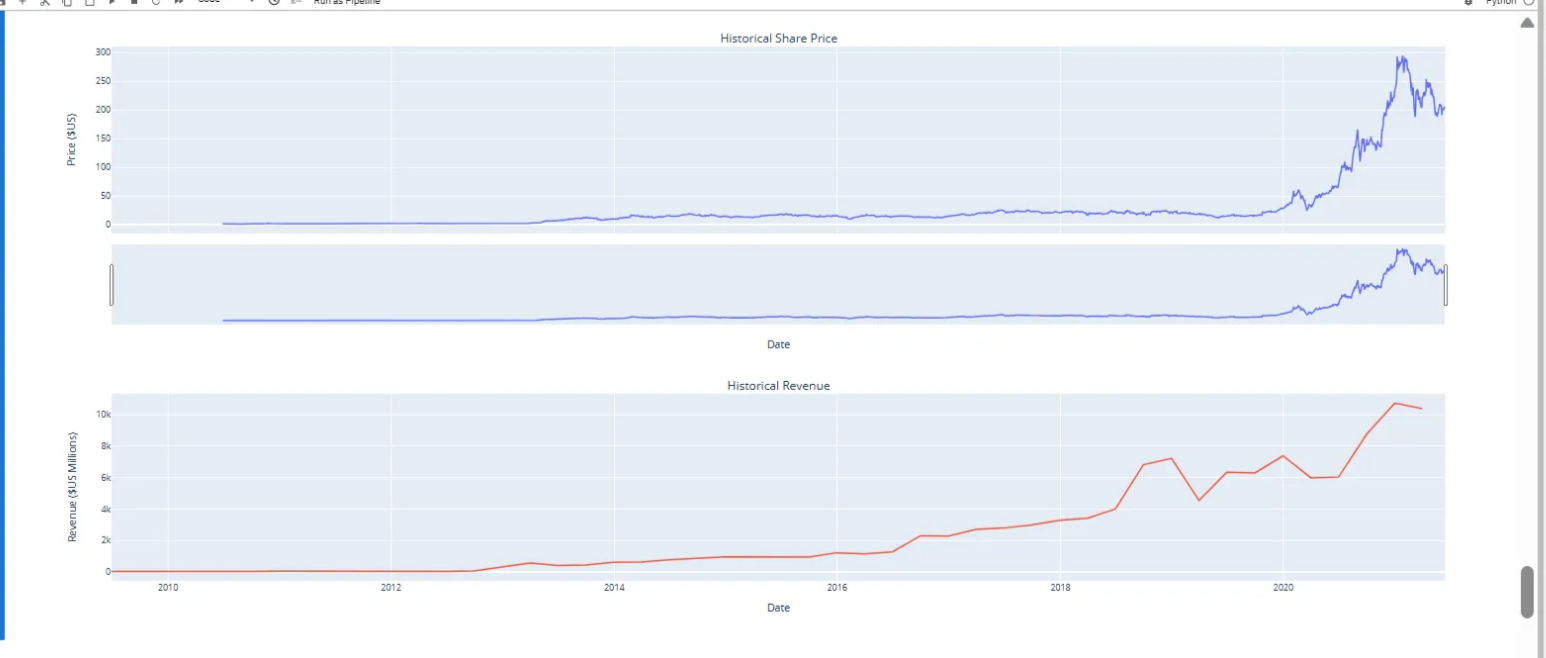 Run as Pipeline
Python
Historical Share Price
300
250
200
150
100
50
0
Price ($US)
Date
Historical Revenue
10k
8k
6k
4k
2k
0
Revenue ($US Millions)
2010 2012 2014 2016 2018 2020
Date